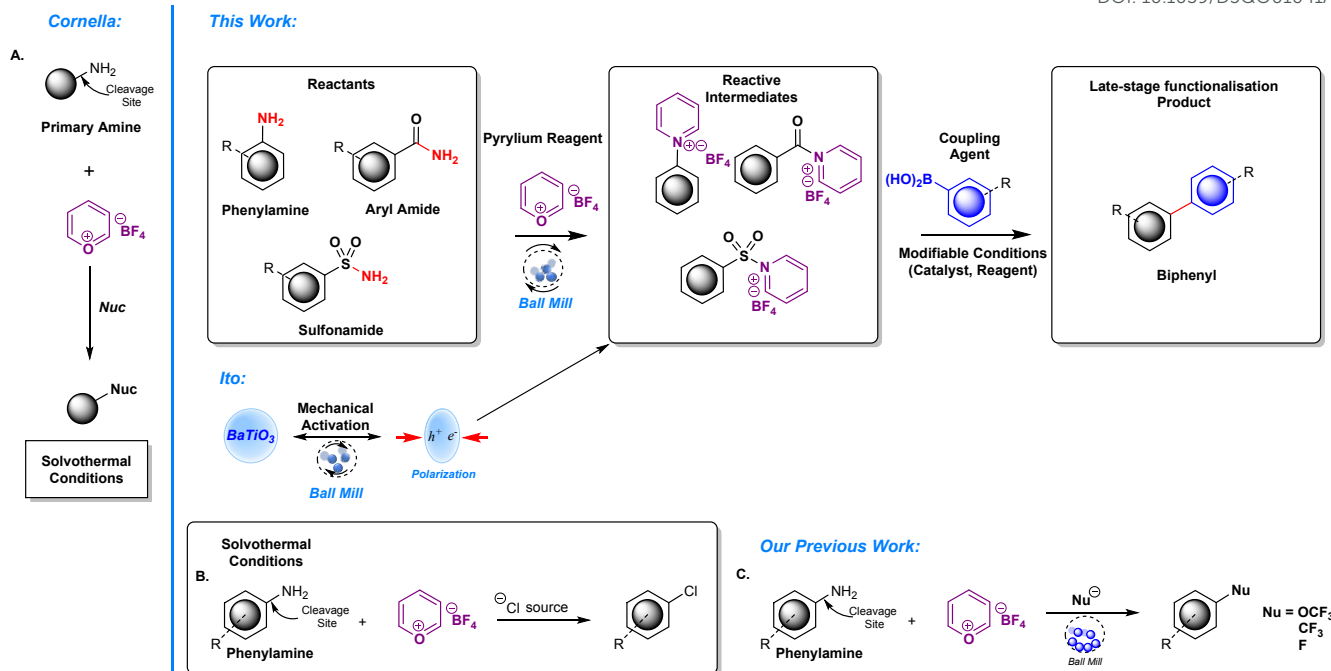 Cornella:
A.
NH2
Cleavage
Site
Primary Amine
+
O
⊕
⊖
BF4
Nuc
Nuc
Solvothermal
Conditions
This Work:
Reactants
NH2
R
Phenylamine
O
R
NH2
Aryl Amide
O O
S
R
NH2
Sulfonamide
Pyrylium Reagent
O
⊕
⊖
BF4
Ball Mill
Reactive
Intermediates
N
⊕ ⊖
BF4
O
N
⊕
⊖
BF4
O O
S
N
⊕
⊖
BF4
Coupling
Agent
(HO)2B
R
Modifiable Conditions
(Catalyst, Reagent)
Late-stage functionalisation
Product
R
R
Biphenyl
Ito:
BaTiO3
Mechanical
Activation
Ball Mill
h+ e-
Polarization
Solvothermal
Conditions
B.
NH2
Cleavage
Site
R
Phenylamine
+
O
⊕
⊖
BF4
⊖
Cl source
Cl
R
Our Previous Work:
C.
NH2
Cleavage
Site
R
Phenylamine
+
O
⊕
⊖
BF4
Nu⊖
Ball Mill
Nu
R
Nu = OCF3
CF3
F